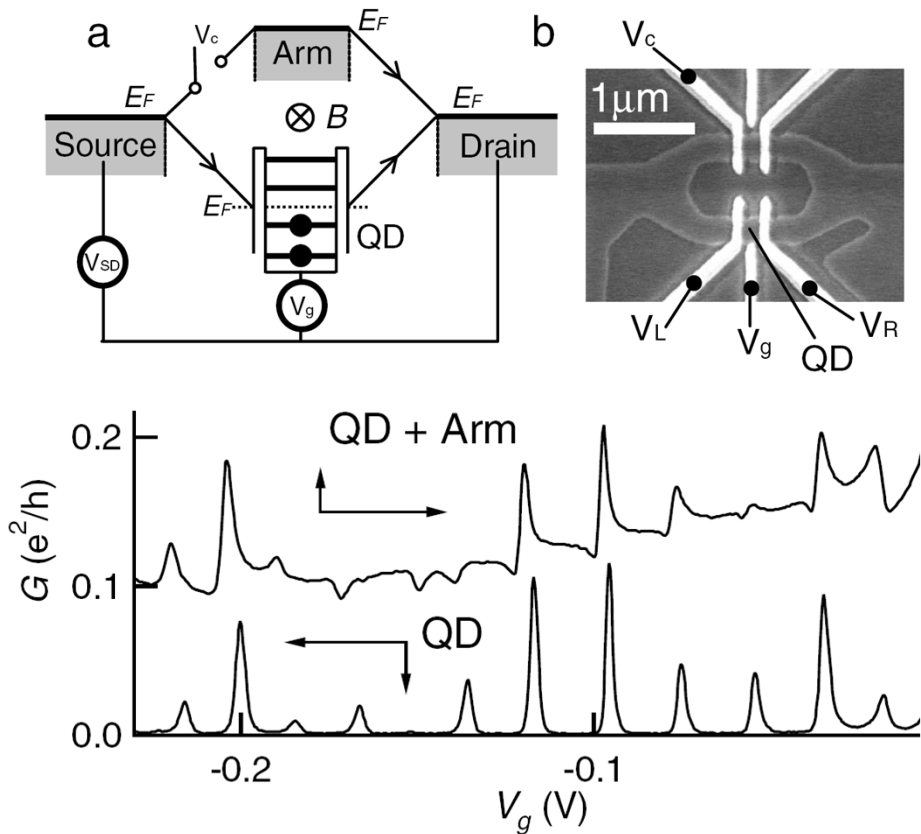 a
Vc
EF
Arm
EF
EF
EF
B
Source
Drain
EF
QD
VSD
Vg
b
Vc
1μm
VL
Vg
QD
VR
0.2
QD + Arm
G (e²/h)
0.1
QD
0.0
-0.2
-0.1
Vg (V)